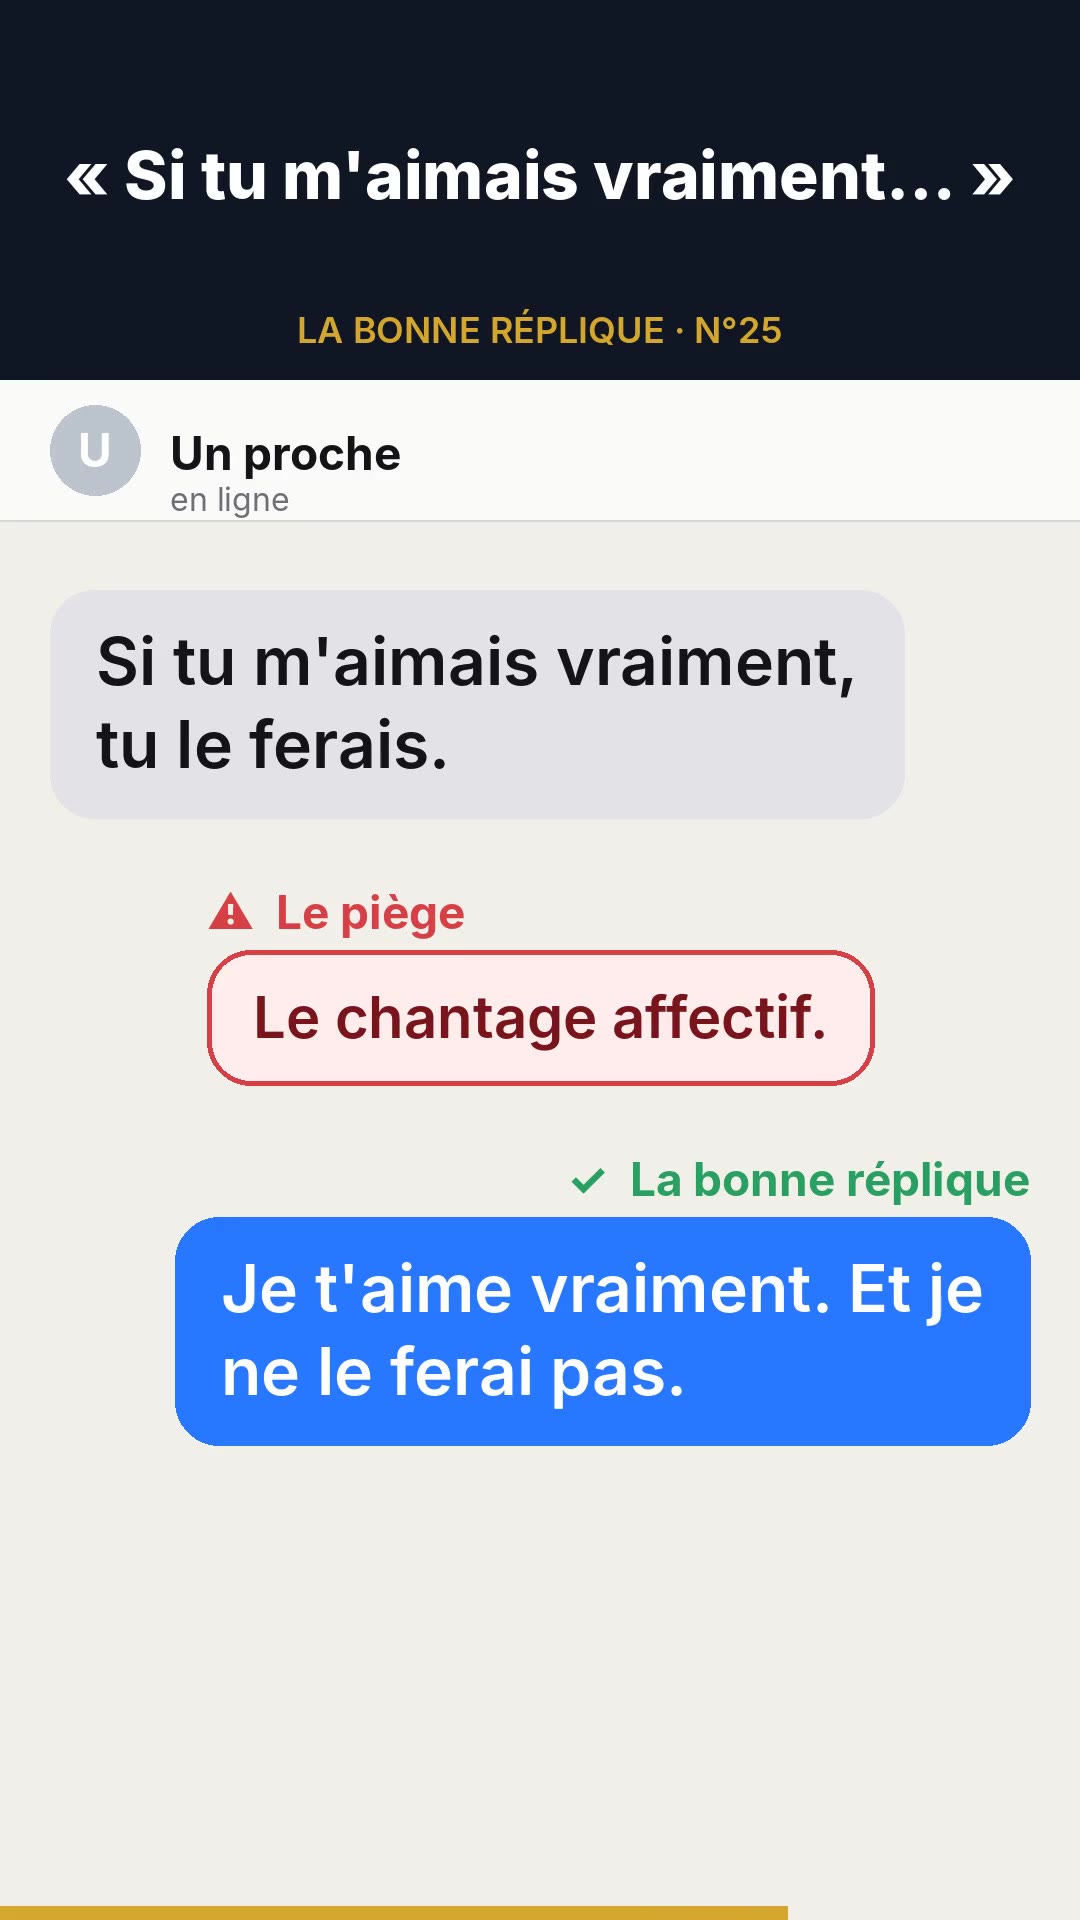 « Si tu m'aimais vraiment… »
LA BONNE RÉPLIQUE · N°25
U
Un proche
en ligne
Si tu m'aimais vraiment,
tu le ferais.
⚠ Le piège
Le chantage affectif.
✓ La bonne réplique
Je t'aime vraiment. Et je
ne le ferai pas.